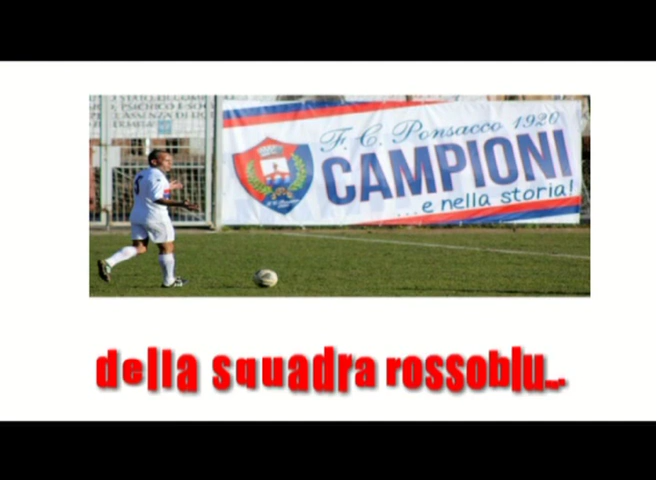 F. C. Ponsacco 1920
CAMPIONI
...e nella storia!
della squadra rossoblu...